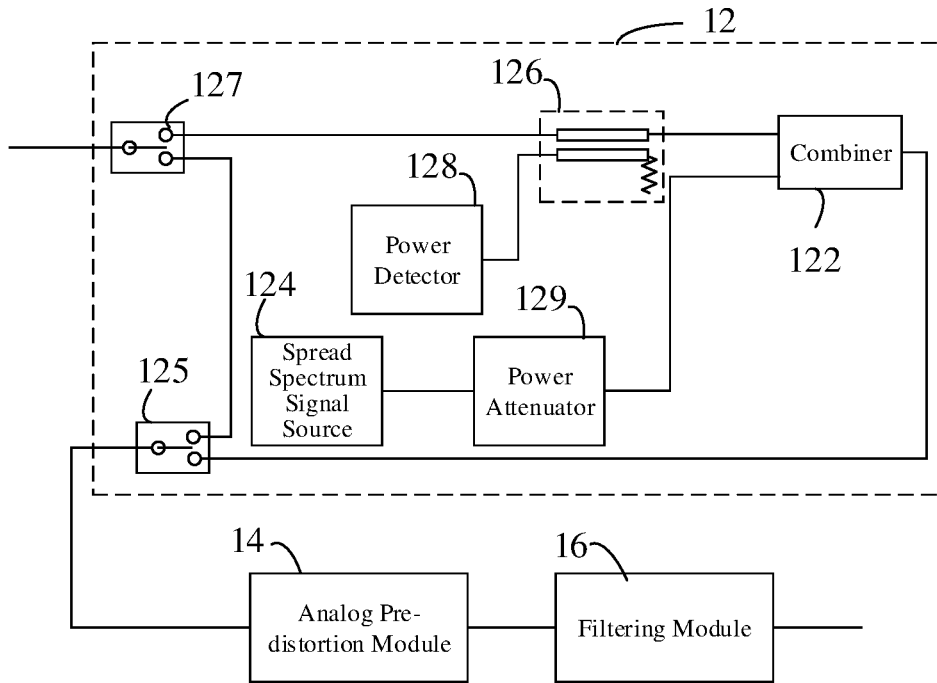 12
127
126
Combiner
122
128
Power
Detector
124
129
Spread
Spectrum
Signal
Source
Power
Attenuator
125
14
16
Analog Pre-
distortion Module
Filtering Module